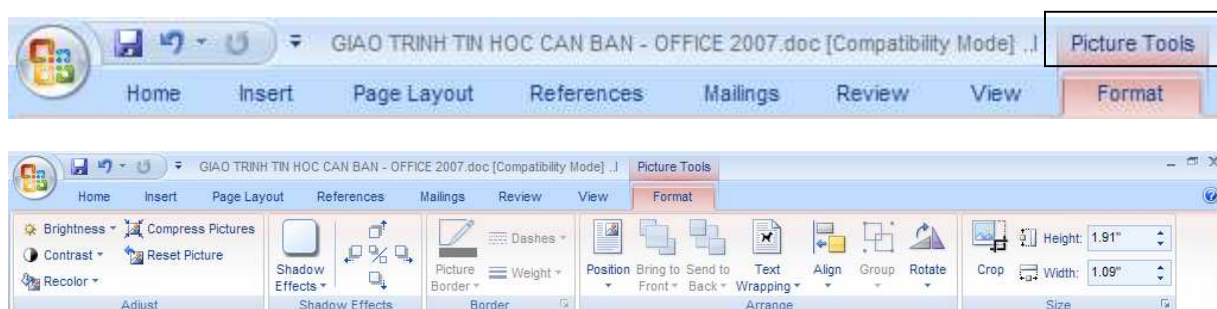 GIAO TRINH TIN HOC CAN BAN - OFFICE 2007.doc [Compatibility Mode] ..I Picture Tools
Home Insert Page Layout References Mailings Review View Format
GIAO TRINH TIN HOC CAN BAN - OFFICE 2007.doc [Compatibility Mode] ..I Picture Tools
Home Insert Page Layout References Mailings Review View Format
Brightness Compress Pictures
Contrast Reset Picture
Recolor
Shadow
Effects
Dashes
Weight
Picture
Border
Position Bring to Send to Text Align Group Rotate
Front Back Wrapping
Crop Height: 1.91"
Width: 1.09"
Adjust Shadow Effects Border Arrange Size